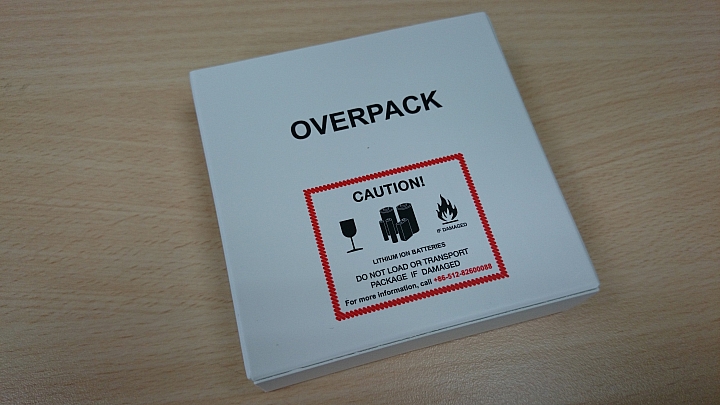 OVERPACK
CAUTION!
IF DAMAGED
LITHIUM ION BATTERIES
DO NOT LOAD OR TRANSPORT
PACKAGE IF DAMAGED
For more information, call +86-512-82600088